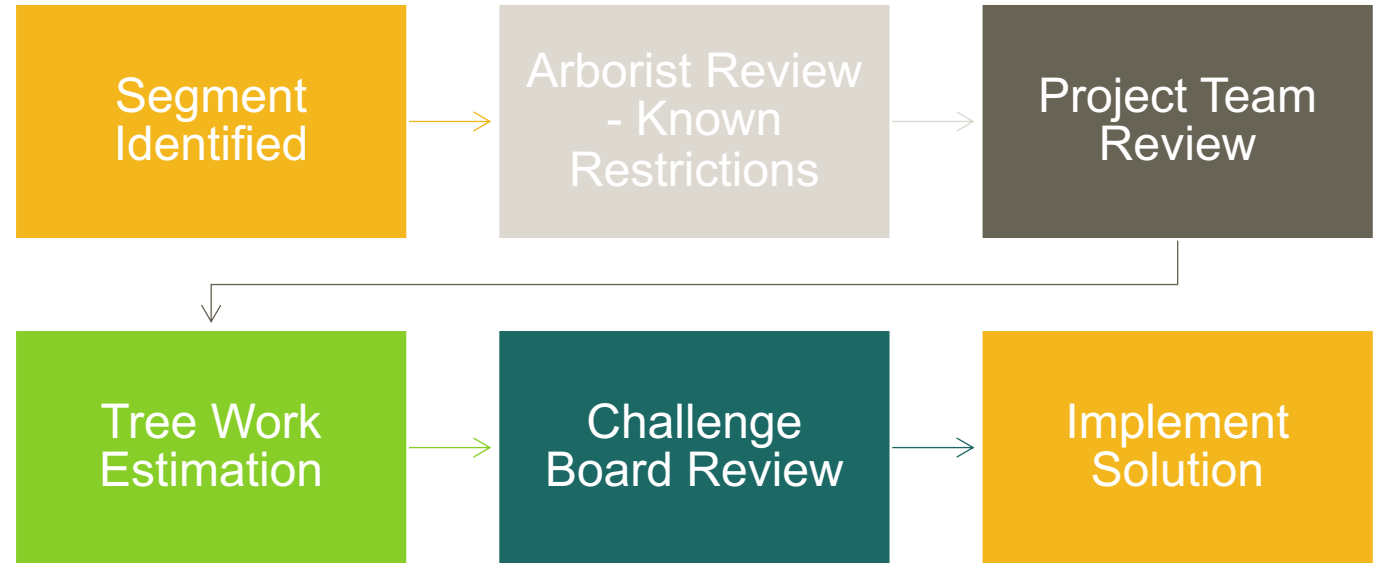 Segment
Identified
Arborist Review
- Known
Restrictions
Project Team
Review
Tree Work
Estimation
Challenge
Board Review
Implement
Solution